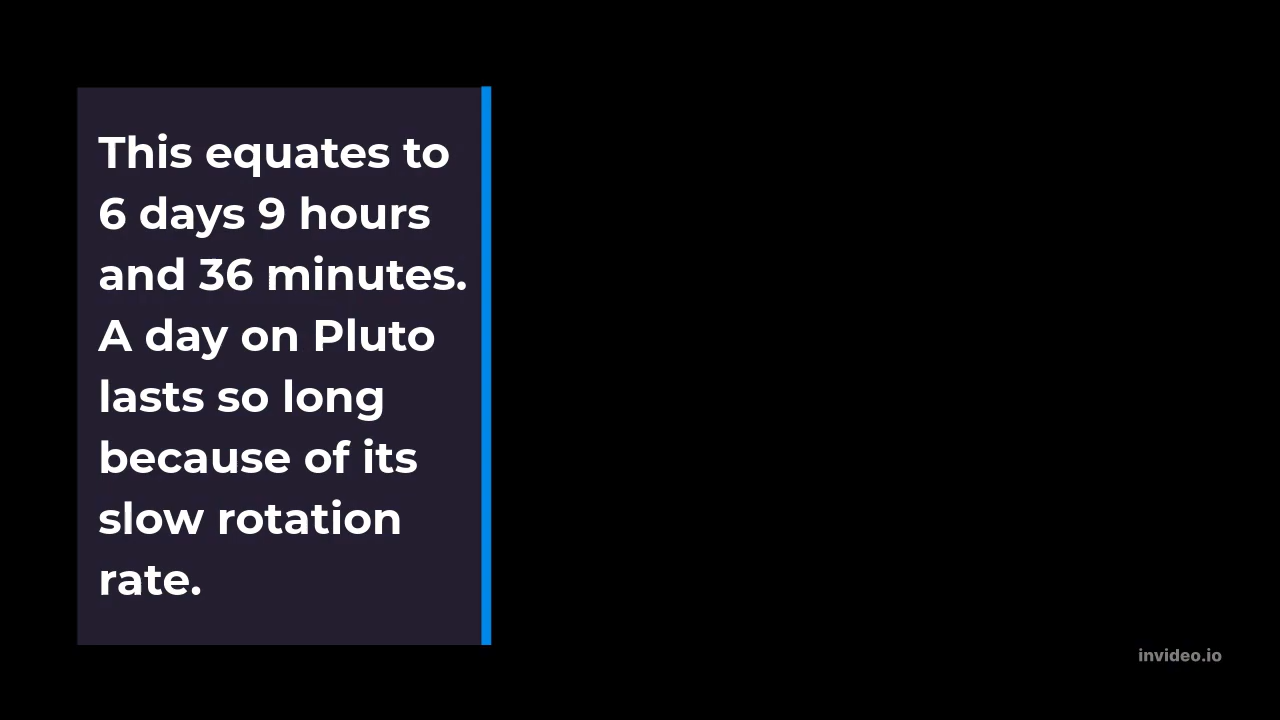 This equates to
6 days 9 hours
and 36 minutes.
A day on Pluto
lasts so long
because of its
slow rotation
rate.
invideo.io